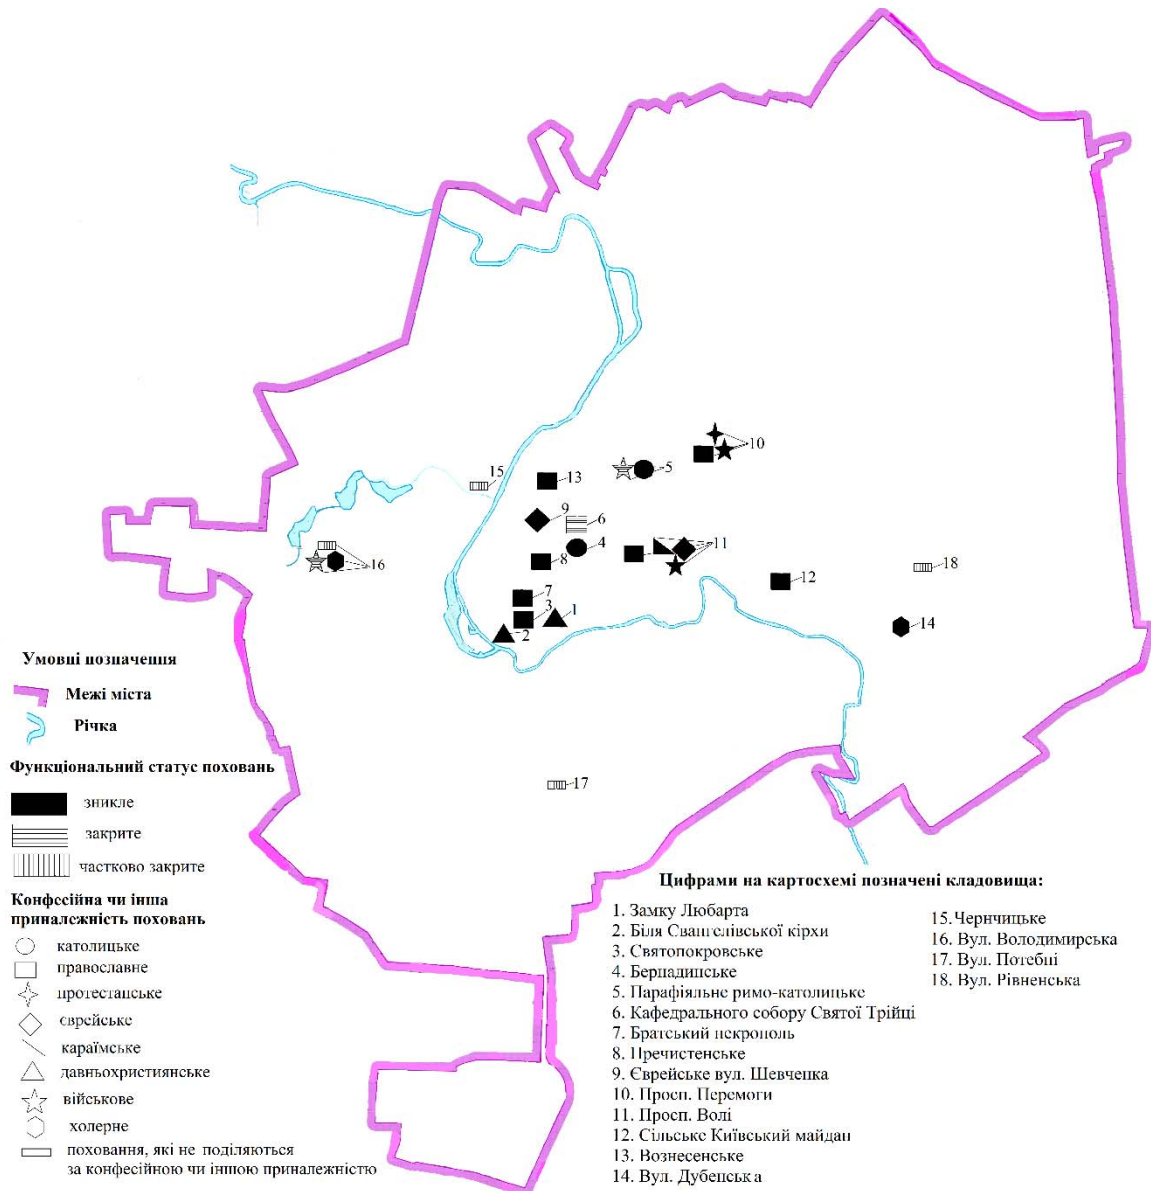 10
5
15
13
9
6
4
11
8
16
18
12
7
3
1
2
14
17
Умовні позначення
Межі міста
Річка
Функціональний статус поховань
зникле
закрите
частково закрите
Конфесійна чи інша
приналежність поховань
католицьке
православне
протестанське
єврейське
караїмське
давньохристиянське
військове
холерне
поховання, які не поділяються
за конфесійною чи іншою приналежністю
Цифрами на картосхемі позначені кладовища:
1. Замку Любарта
2. Біля Євангелівської кірхи
3. Святопокровське
4. Бернадинське
5. Парафіяльне римо-католицьке
6. Кафедрального собору Святої Трійці
7. Братський некрополь
8. Пречистенське
9. Єврейське вул. Шевченка
10. Просп. Перемоги
11. Просп. Волі
12. Сільське Київський майдан
13. Вознесенське
14. Вул. Дубенська
15. Чернчицьке
16. Вул. Володимирська
17. Вул. Потебні
18. Вул. Рівненська